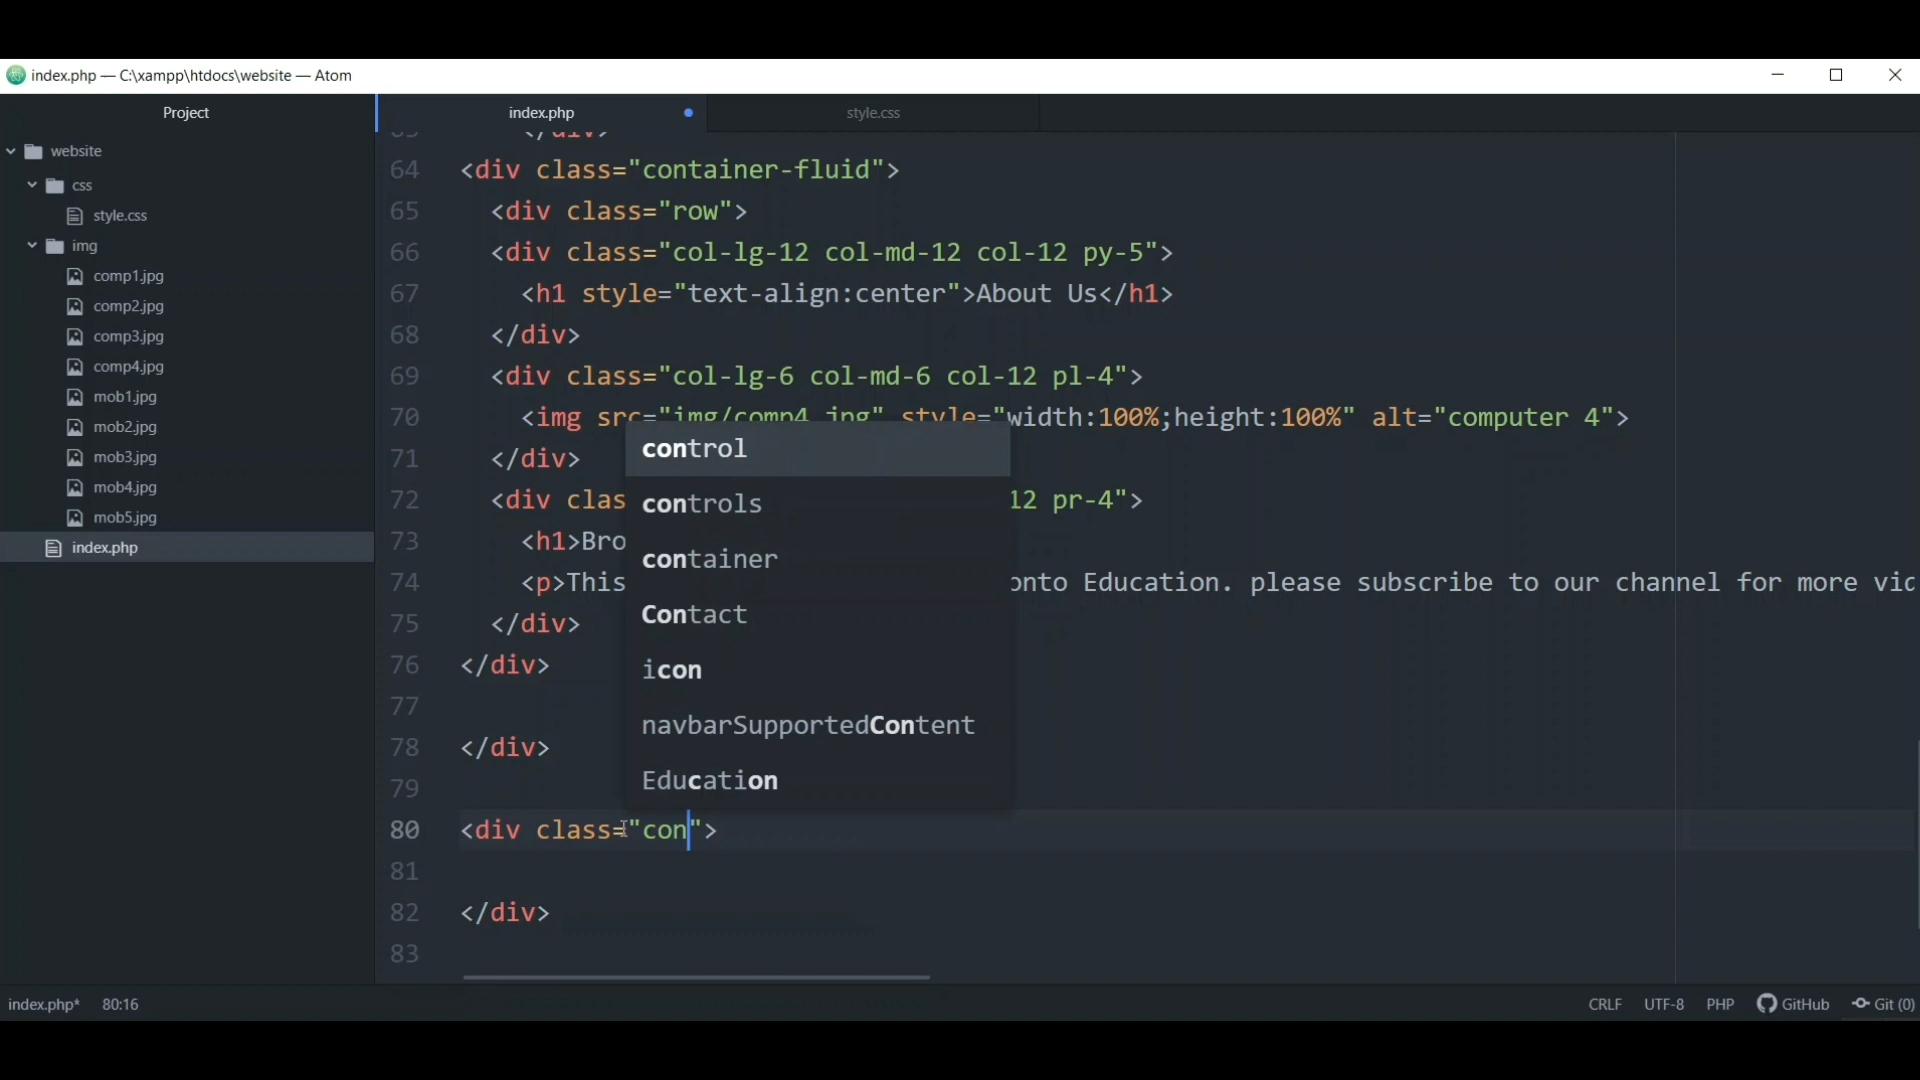 index.php — C:\xampp\htdocs\website — Atom
Project
index.php
style.css
website
css
style.css
img
comp1.jpg
comp2.jpg
comp3.jpg
comp4.jpg
mob1.jpg
mob2.jpg
mob3.jpg
mob4.jpg
mob5.jpg
index.php
64 <div class="container-fluid">
65 <div class="row">
66 <div class="col-lg-12 col-md-12 col-12 py-5">
67 <h1 style="text-align:center">About Us</h1>
68 </div>
69 <div class="col-lg-6 col-md-6 col-12 pl-4">
70 <img src="img/comp4.jpg" style="width:100%;height:100%" alt="computer 4">
71 </div>
72 <div clas 12 pr-4">
73 <h1>Bro
74 <p>This onto Education. please subscribe to our channel for more vic
75 </div>
76 </div>
77
78 </div>
79
80 <div class="con">
81
82 </div>
83
control
controls
container
Contact
icon
navbarSupportedContent
Education
index.php* 80:16
CRLF UTF-8 PHP GitHub Git (0)